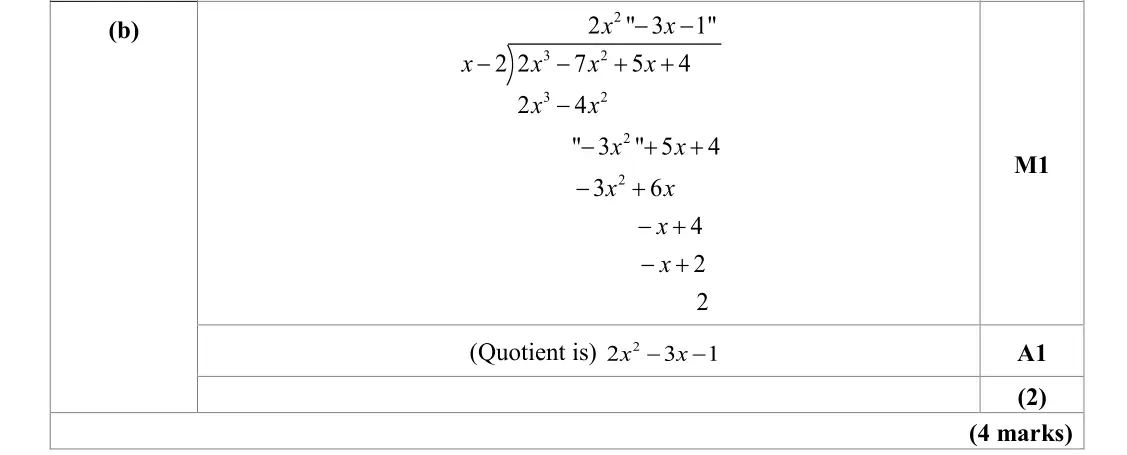 (b)
2x² "– 3x – 1"
x – 2)2x³ – 7x² + 5x + 4
2x³ – 4x²
"– 3x² "+ 5x + 4
– 3x² + 6x
– x + 4
– x + 2
2
M1
(Quotient is) 2x² – 3x – 1 A1
(2)
(4 marks)